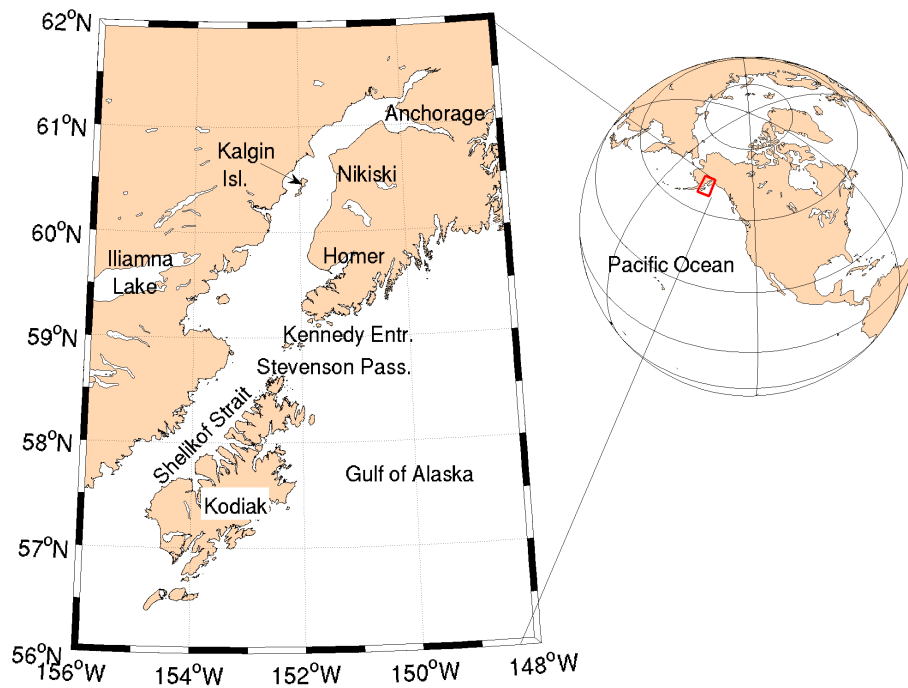 62°N
61°N
60°N
59°N
58°N
57°N
56°N
156°W
154°W
152°W
150°W
148°W
Anchorage
Kalgin
Isl.
Nikiski
Iliamna
Lake
Homer
Kennedy Entr.
Stevenson Pass.
Shelikof Strait
Gulf of Alaska
Kodiak
Pacific Ocean